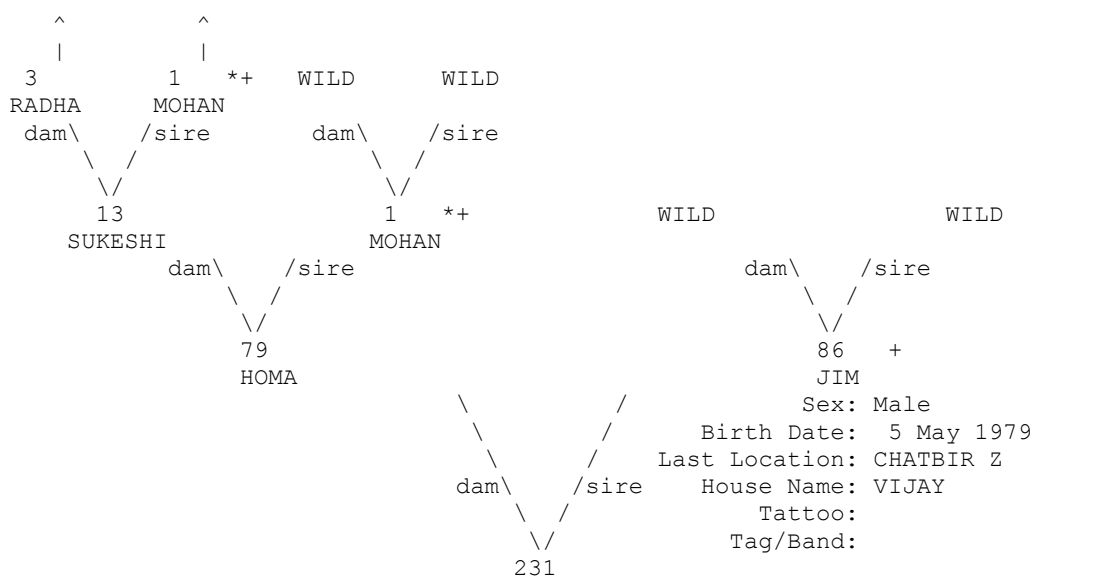 ^ ^
| |
3 1 *+ WILD WILD
RADHA MOHAN
dam\ /sire dam\ /sire
\ / \ /
\/ \/
13 1 *+ WILD WILD
SUKESHI MOHAN
dam\ /sire dam\ /sire
\ / \ /
\/ \/
79 86 +
HOMA JIM
\ / Sex: Male
\ / Birth Date: 5 May 1979
\ / Last Location: CHATBIR Z
dam\ /sire House Name: VIJAY
\ / Tattoo:
\/ Tag/Band:
231